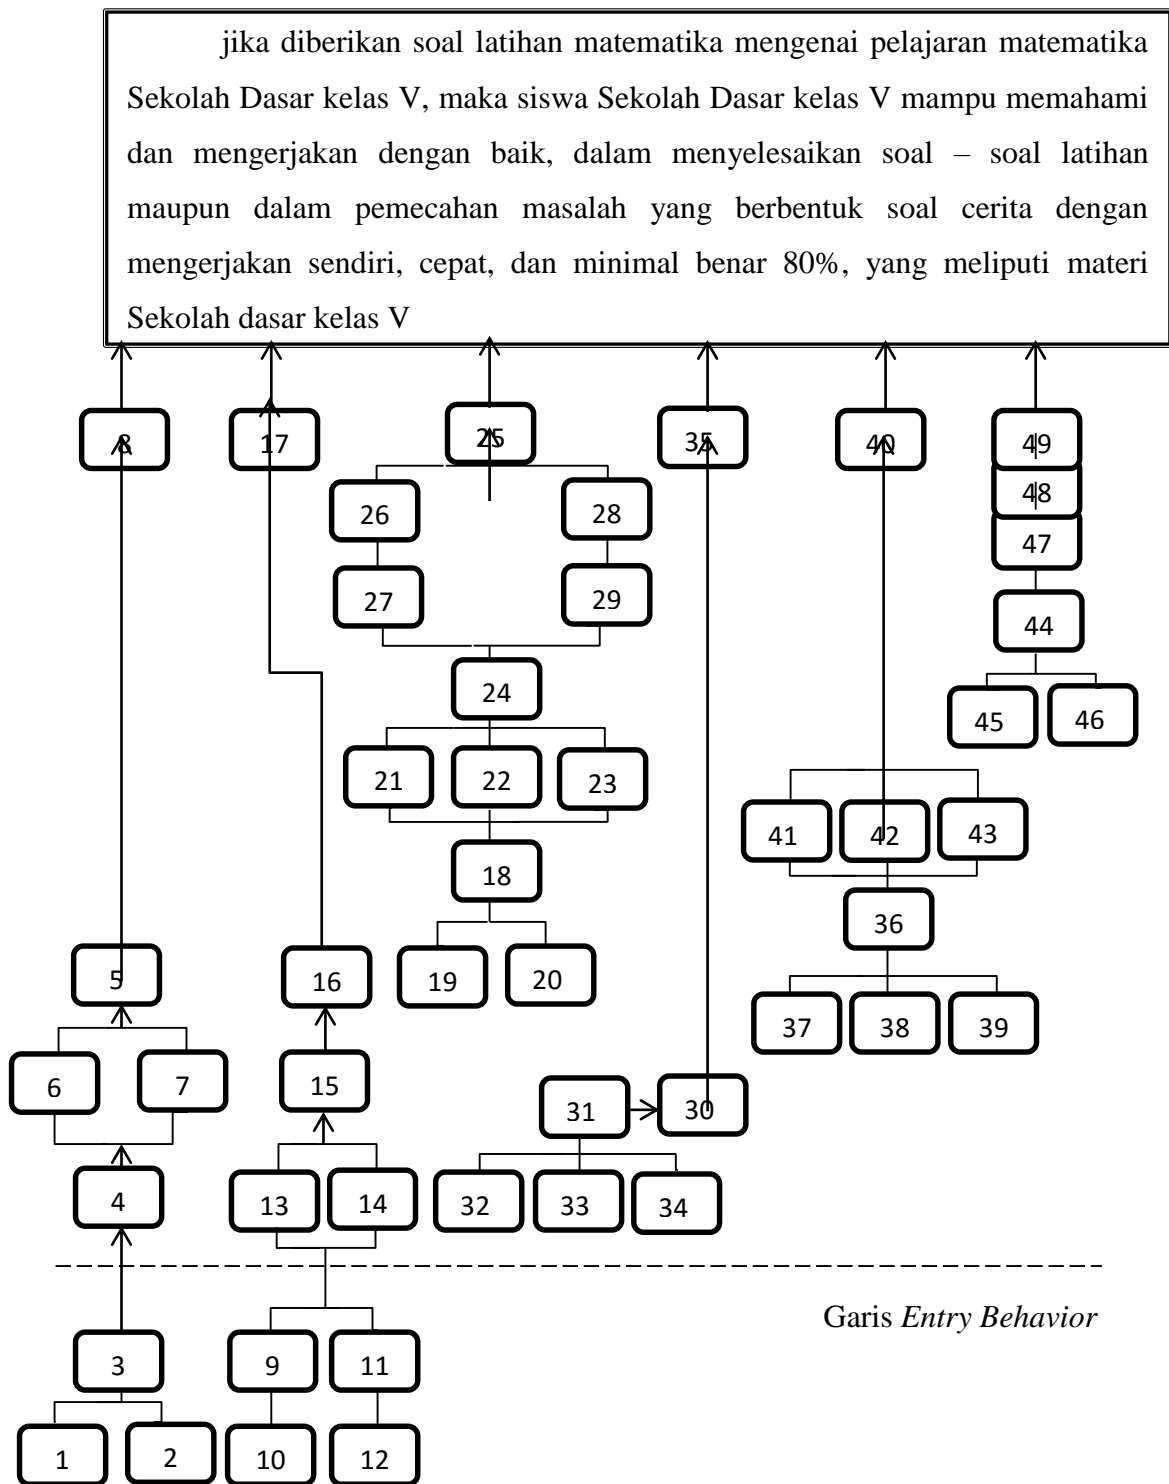 jika diberikan soal latihan matematika mengenai pelajaran matematika
Sekolah Dasar kelas V, maka siswa Sekolah Dasar kelas V mampu memahami
dan mengerjakan dengan baik, dalam menyelesaikan soal – soal latihan
maupun dalam pemecahan masalah yang berbentuk soal cerita dengan
mengerjakan sendiri, cepat, dan minimal benar 80%, yang meliputi materi
Sekolah dasar kelas V
8 17 25 35 40 49
26 28 48
47
27 29 44
24 45 46
21 22 23
41 42 43
18
36
5 16 19 20
37 38 39
6 7 15 31 30
4 13 14 32 33 34
Garis Entry Behavior
3 9 11
1 2 10 12